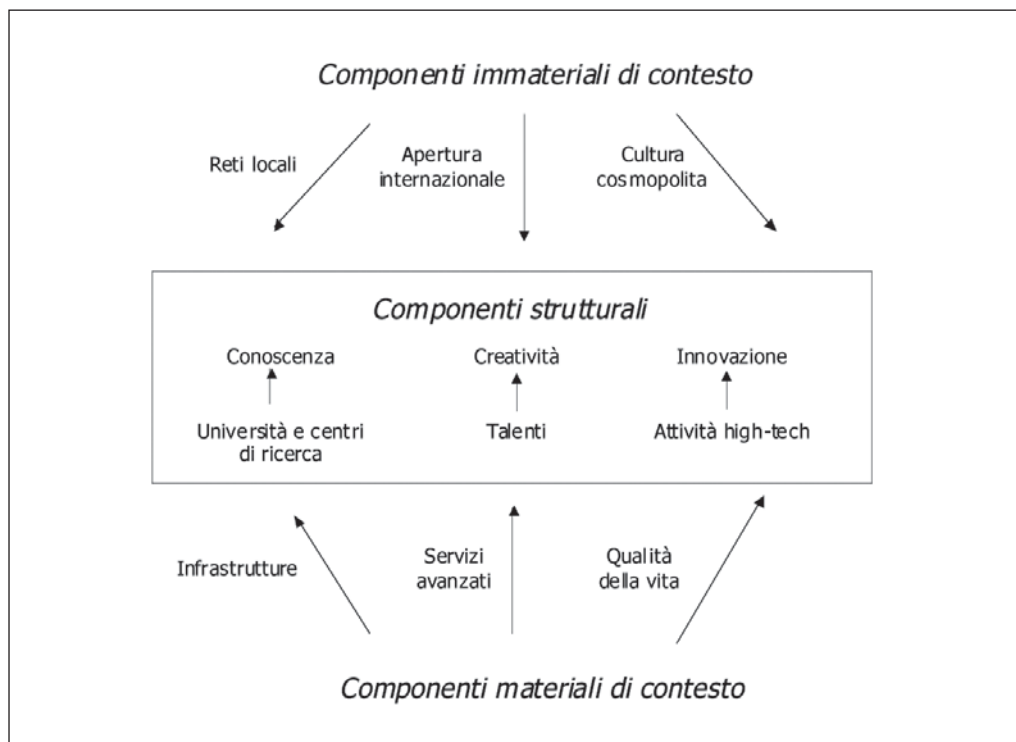 Componenti immateriali di contesto
Reti locali
Apertura
internazionale
Cultura
cosmopolita
Componenti strutturali
Conoscenza
Creatività
Innovazione
Università e centri
di ricerca
Talenti
Attività high-tech
Infrastrutture
Servizi
avanzati
Qualità
della vita
Componenti materiali di contesto